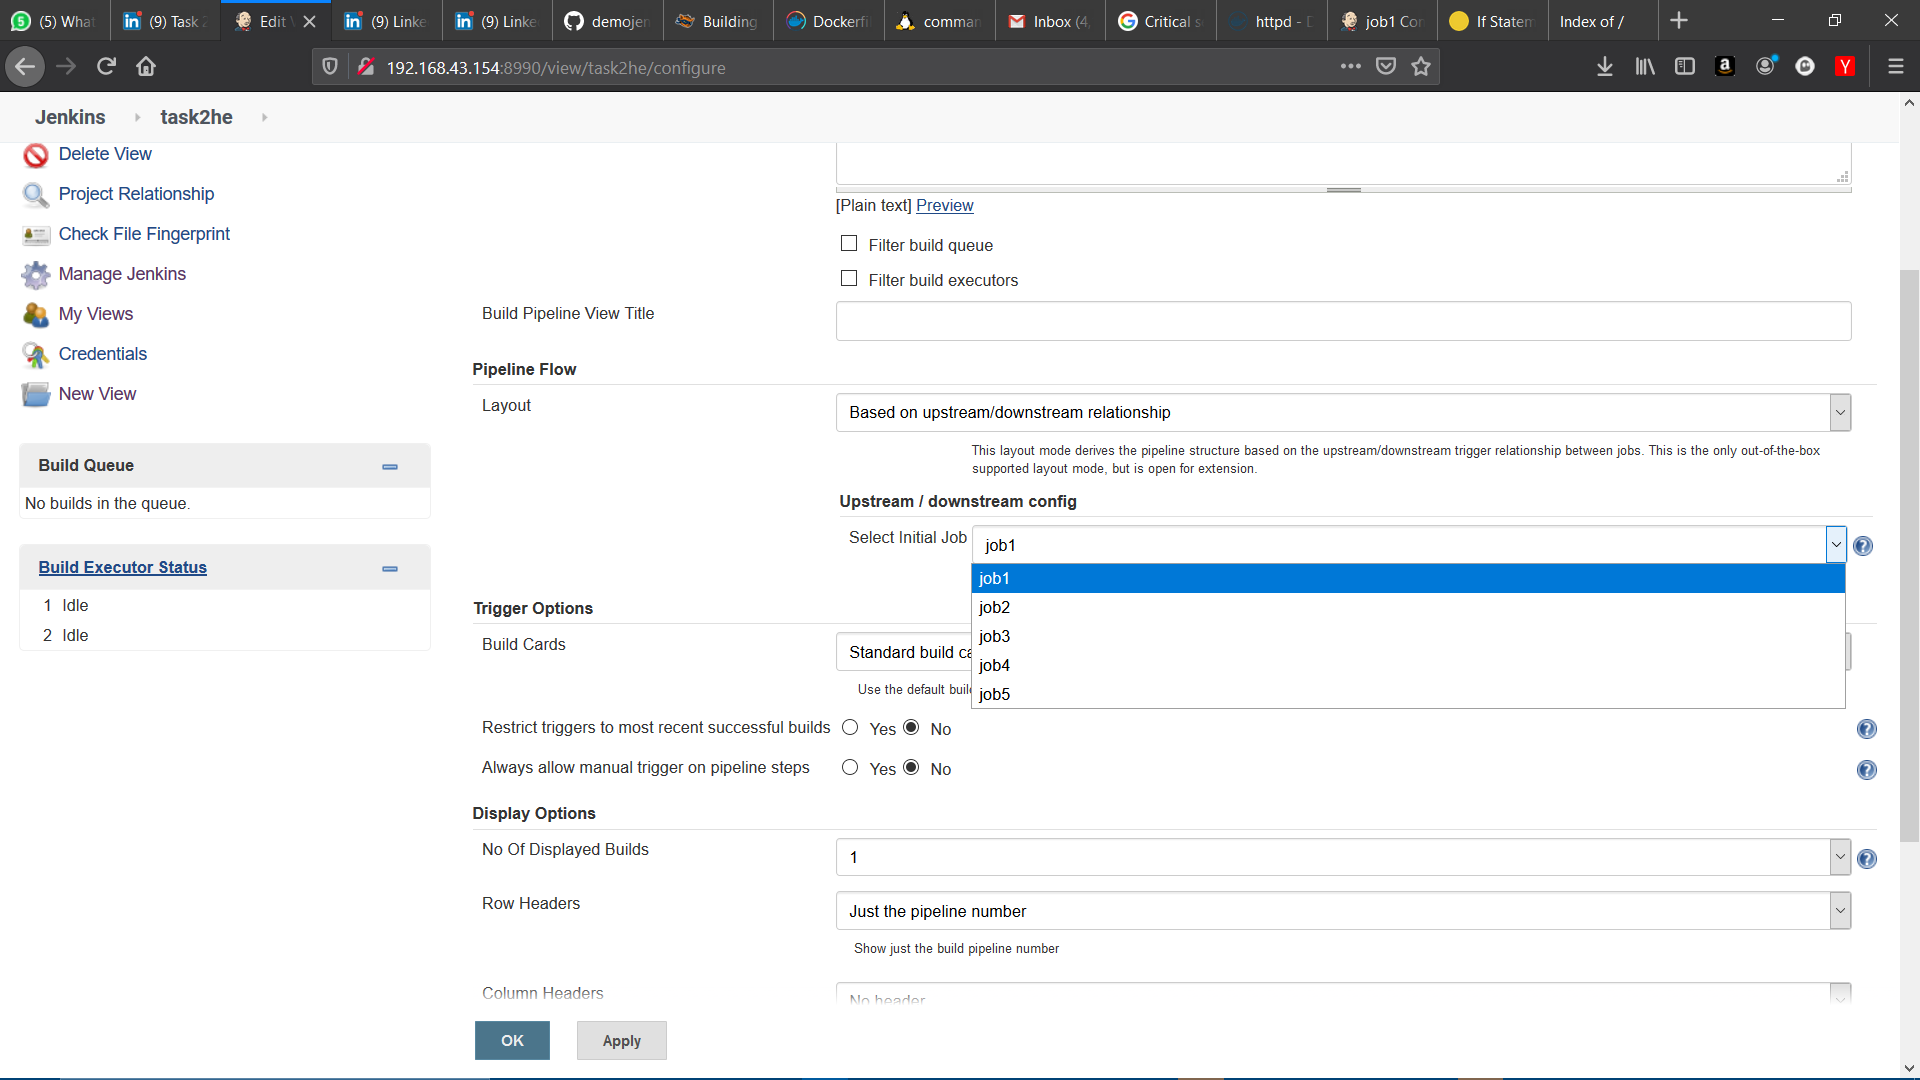 (5) What
(9) Task 2
Edit V
(9) Linke
(9) Linke
demojen
Building
Dockerfi
comman
Inbox (4,
Critical s
httpd - D
job1 Con
If Statem
Index of /
192.168.43.154:8990/view/task2he/configure
Jenkins
task2he
Delete View
Project Relationship
Check File Fingerprint
Manage Jenkins
My Views
Credentials
New View
Build Queue
No builds in the queue.
Build Executor Status
1 Idle
2 Idle
[Plain text] Preview
Filter build queue
Filter build executors
Build Pipeline View Title
Pipeline Flow
Layout
Based on upstream/downstream relationship
This layout mode derives the pipeline structure based on the upstream/downstream trigger relationship between jobs. This is the only out-of-the-box
supported layout mode, but is open for extension.
Upstream / downstream config
Select Initial Job
job1
job1
job2
job3
job4
job5
Trigger Options
Build Cards
Standard build ca
Use the default buil
Restrict triggers to most recent successful builds
Yes
No
Always allow manual trigger on pipeline steps
Yes
No
Display Options
No Of Displayed Builds
1
Row Headers
Just the pipeline number
Show just the build pipeline number
Column Headers
No header
OK
Apply